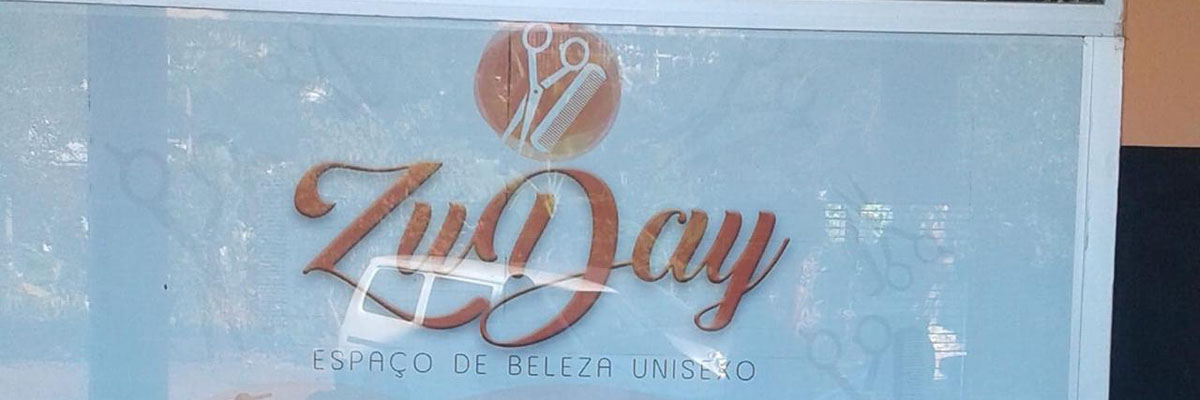 ZuDay
ESPAÇO DE BELEZA UNISEXO